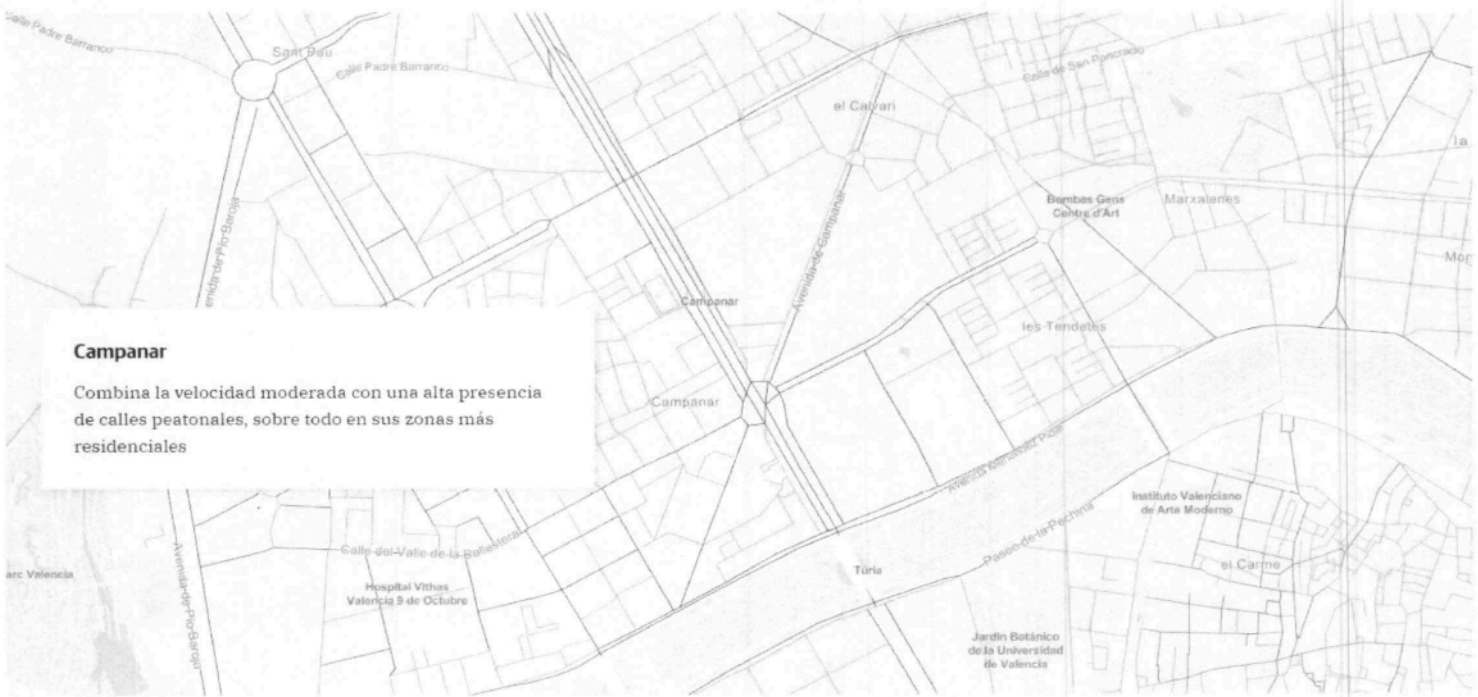 Calle Padre Barranco
Sant Pau
Calle Padre Barranco
el Calvari
Calle de San Pancracio
la
Bombas Gens
Centre d'Art
Marxalenes
Mor
Avenida de Pío Baroja
Avenida de Campanar
Campanar
les Tendetes
Campanar
Combina la velocidad moderada con una alta presencia
de calles peatonales, sobre todo en sus zonas más
residenciales
Campanar
Avenida Menéndez Pidal
Instituto Valenciano
de Arte Moderno
Paseo de la Pechina
Calle del Valle de la Ballestera
el Carme
Túria
arc Valencia
Avenida de Pío Baroja
Hospital Vithas
Valencia 9 de Octubre
Jardín Botánico
de la Universidad
de Valencia